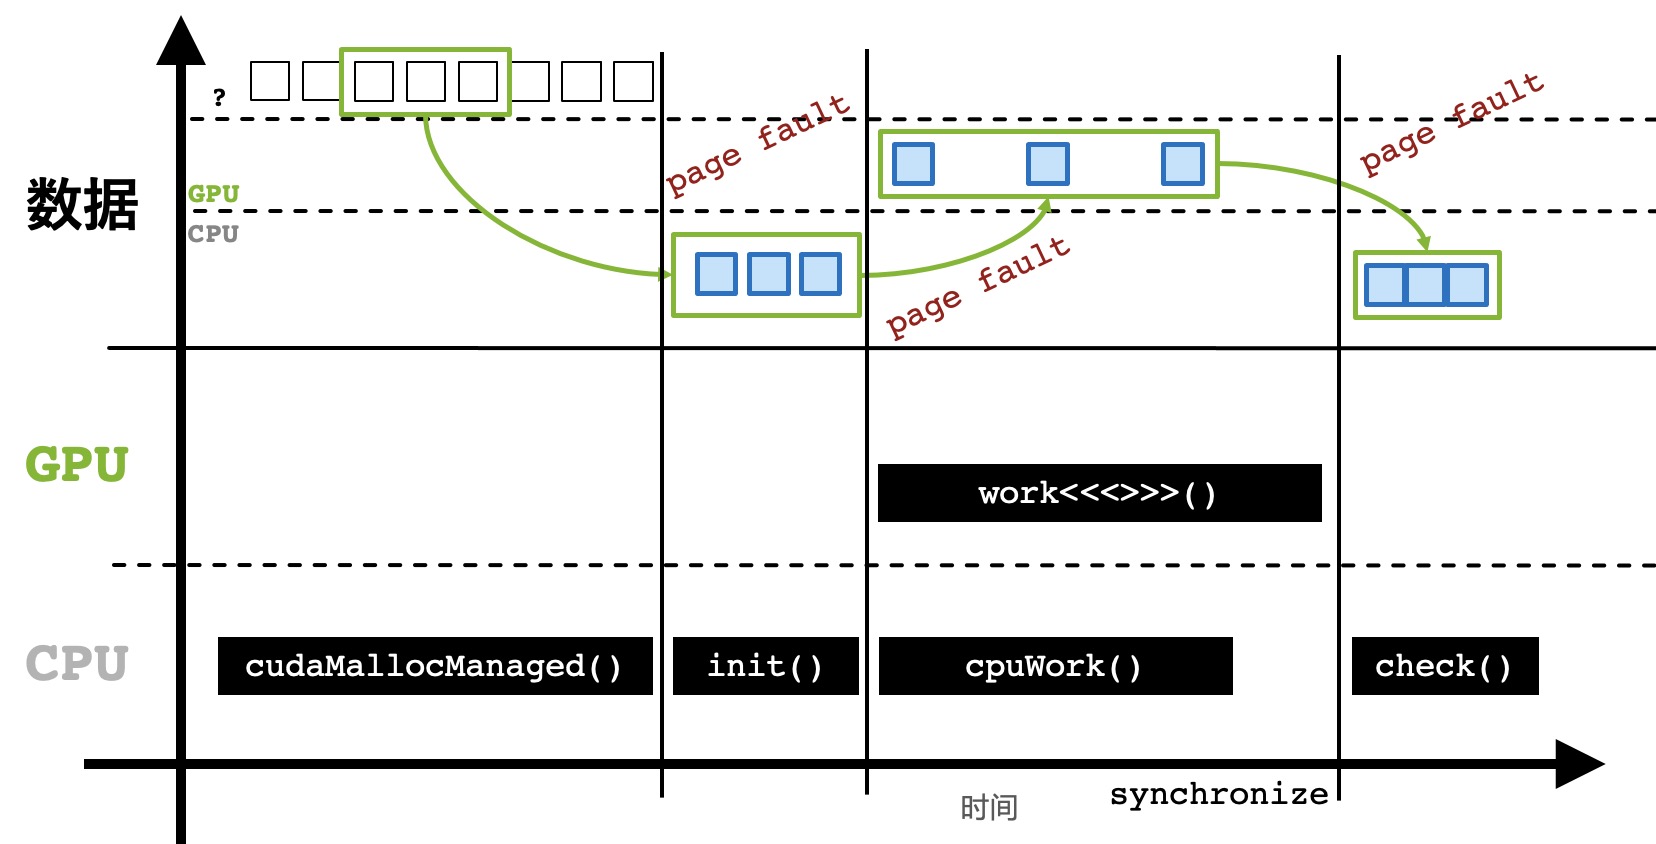 ?
page fault
page fault
数据
GPU
CPU
page fault
GPU
work<<<>>>()
CPU
cudaMallocManaged()
init()
cpuWork()
check()
时间
synchronize